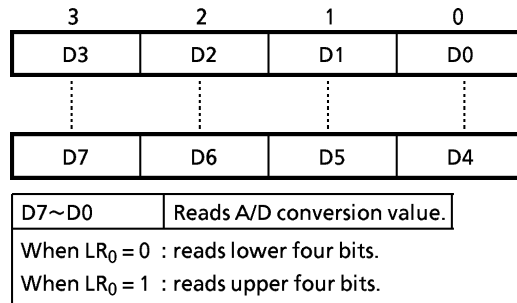 3 2 1 0
D3 D2 D1 D0
D7 D6 D5 D4
D7~D0 Reads A/D conversion value.
When LR₀ = 0 : reads lower four bits.
When LR₀ = 1 : reads upper four bits.